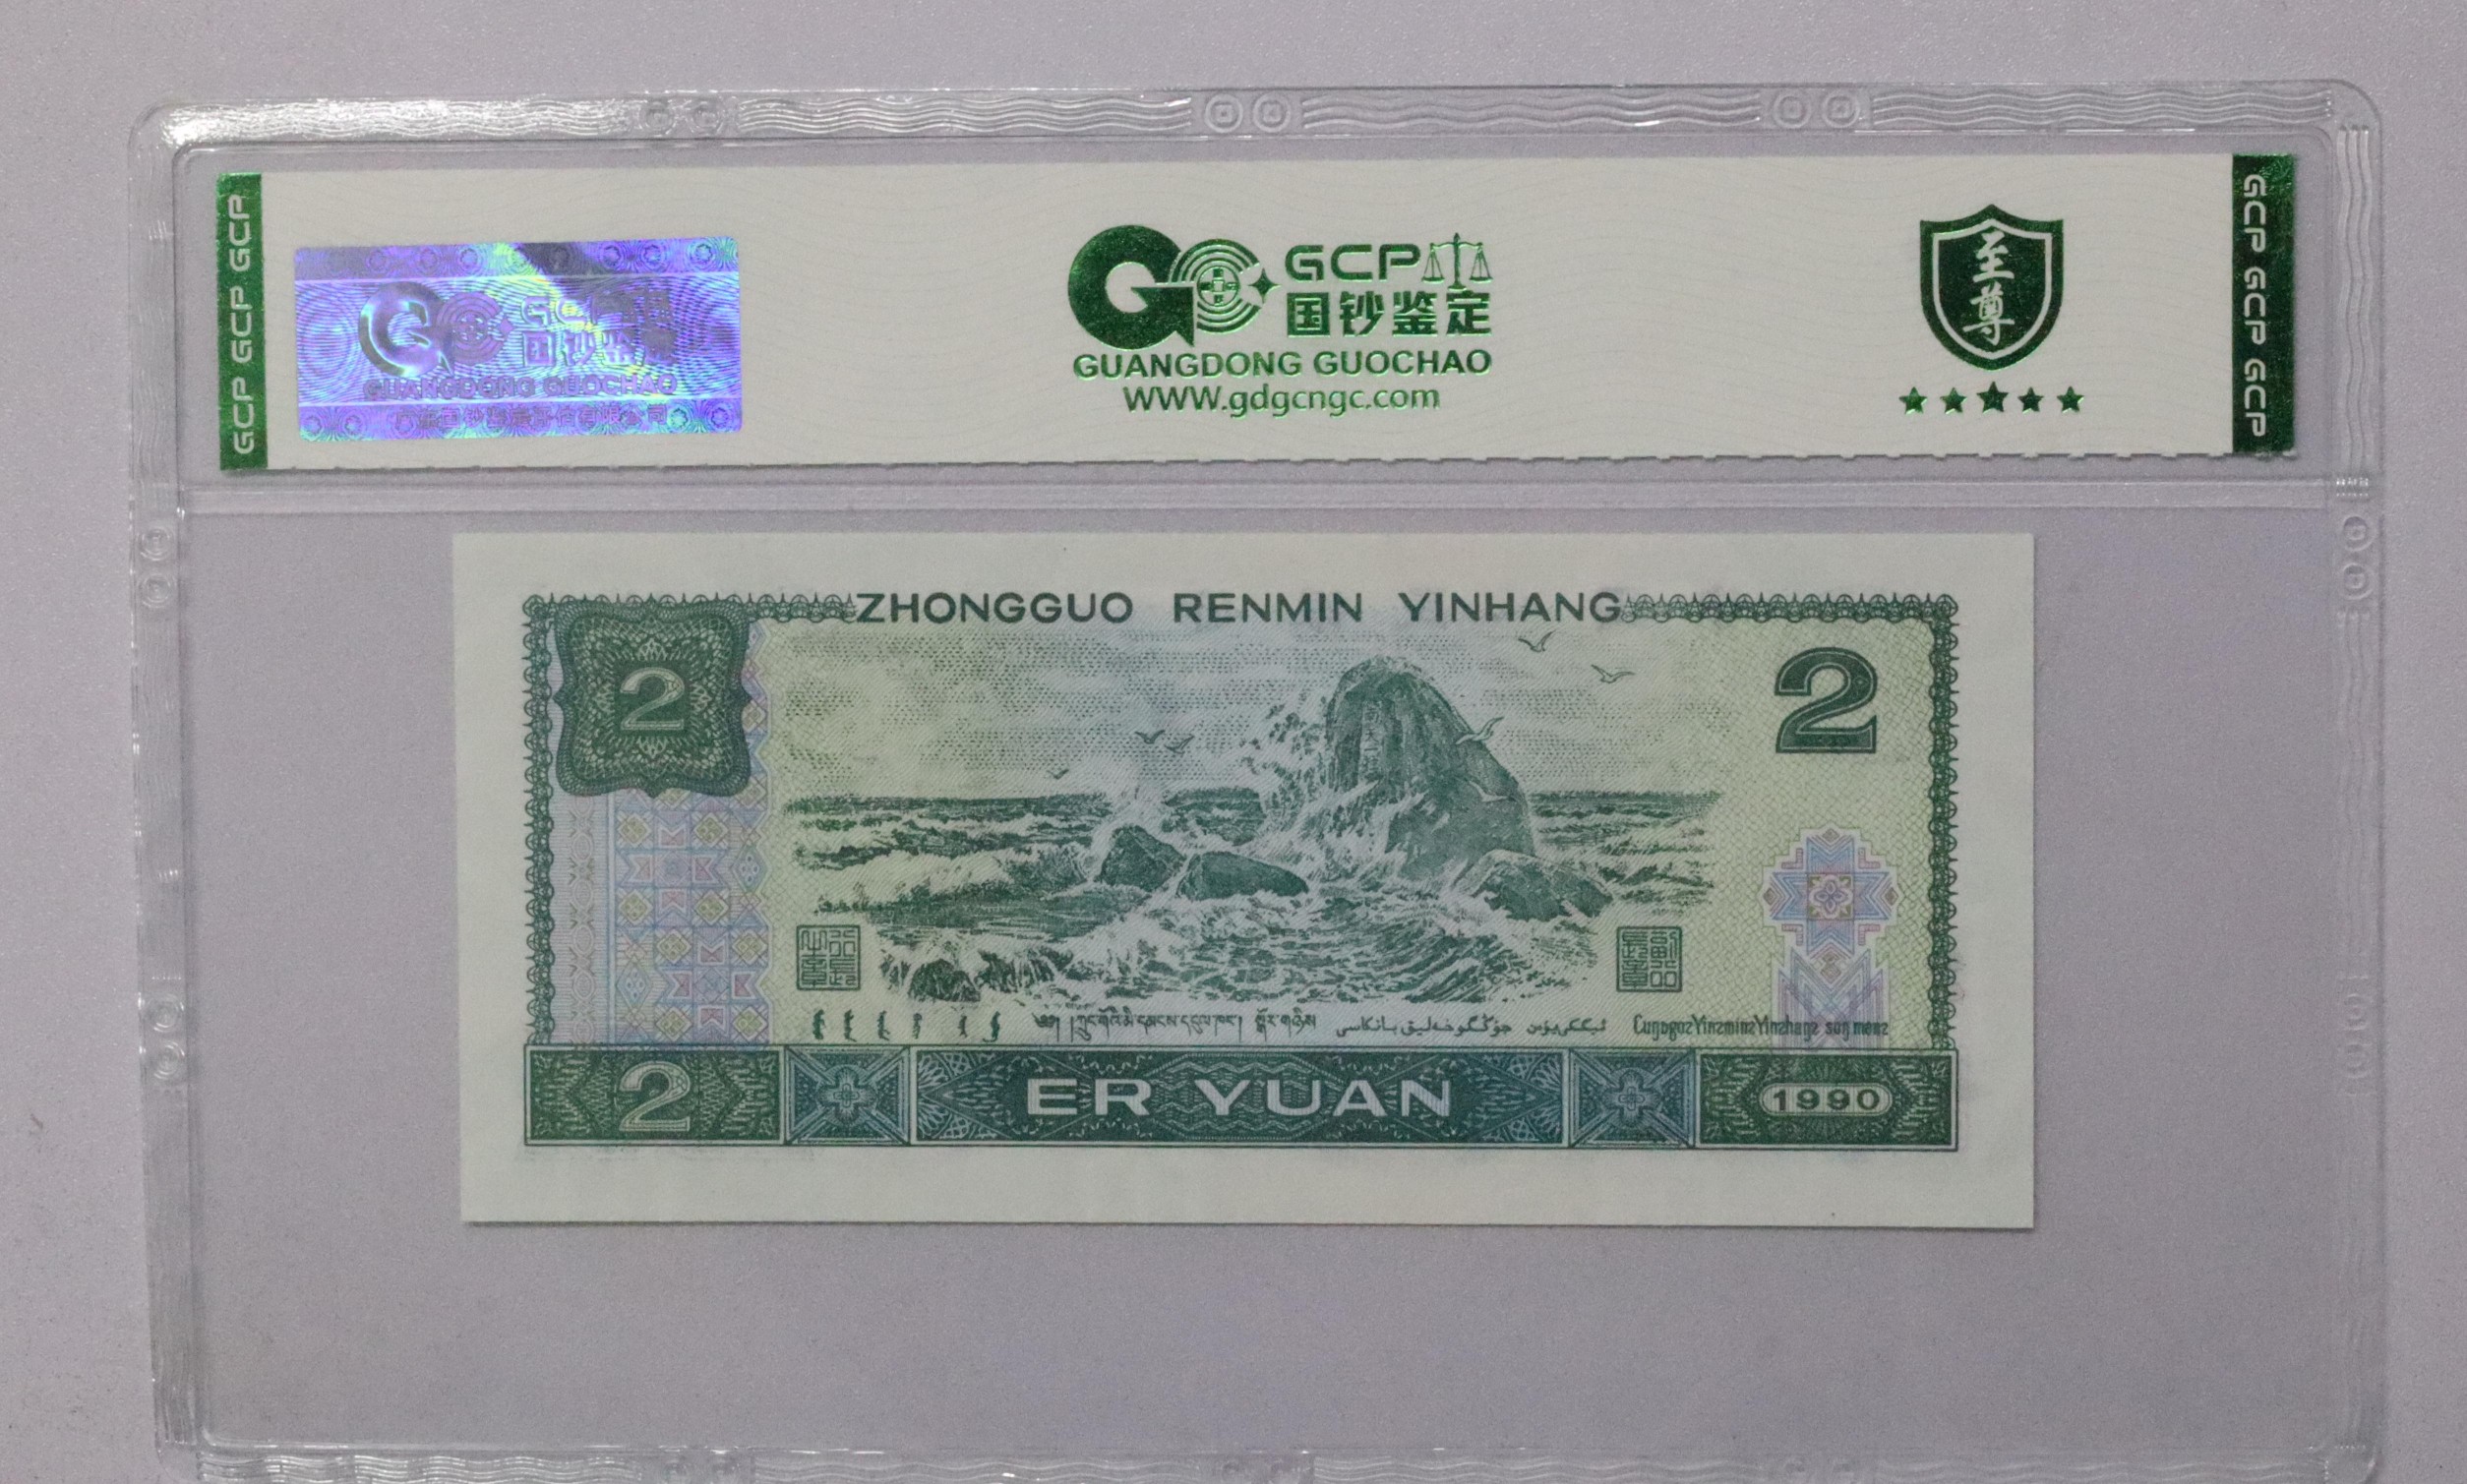 GCP GCP GCP
GUANGDONG GUOCHAO
GCP
国钞鉴定
GUANGDONG GUOCHAO
WWW.gdgcngc.com
至尊
GCP GCP GCP
ZHONGGUO RENMIN YINHANG
2
2
2
ER YUAN
1990